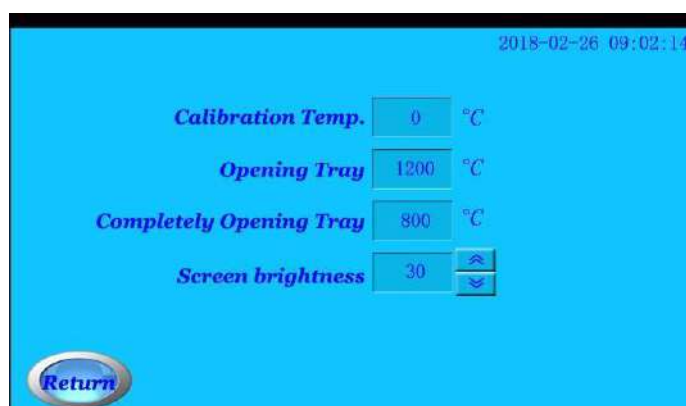 2018-02-26 09:02:14
Calibration Temp. 0 °C
Opening Tray 1200 °C
Completely Opening Tray 800 °C
Screen brightness 30
Return